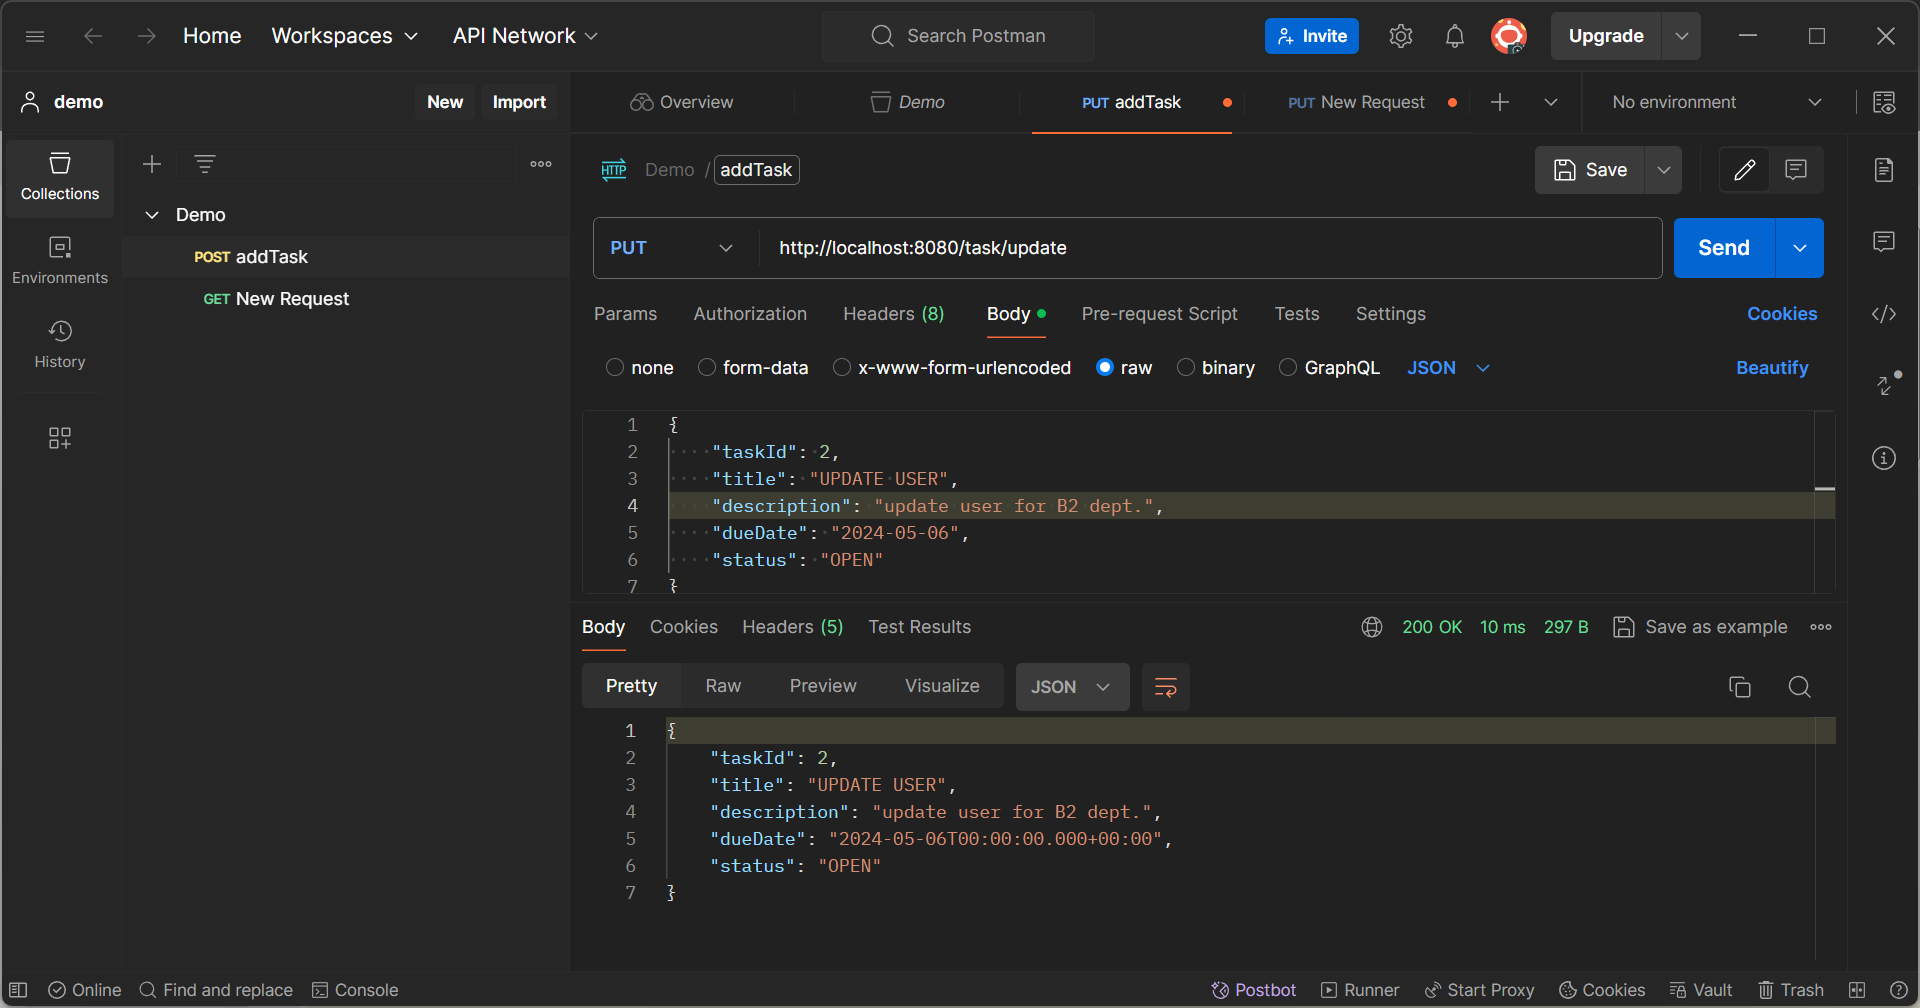 Home Workspaces API Network Search Postman Invite Upgrade
demo New Import Overview Demo PUT addTask PUT New Request No environment
Collections
Environments
History
Demo
POST addTask
GET New Request
HTTP Demo / addTask Save
PUT http://localhost:8080/task/update Send
Params Authorization Headers (8) Body Pre-request Script Tests Settings Cookies
none form-data x-www-form-urlencoded raw binary GraphQL JSON Beautify
1 {
2 "taskId": 2,
3 "title": "UPDATE USER",
4 "description": "update user for B2 dept.",
5 "dueDate": "2024-05-06",
6 "status": "OPEN"
7 }
Body Cookies Headers (5) Test Results 200 OK 10 ms 297 B Save as example
Pretty Raw Preview Visualize JSON
1 {
2 "taskId": 2,
3 "title": "UPDATE USER",
4 "description": "update user for B2 dept.",
5 "dueDate": "2024-05-06T00:00:00.000+00:00",
6 "status": "OPEN"
7 }
Online Find and replace Console Postbot Runner Start Proxy Cookies Vault Trash